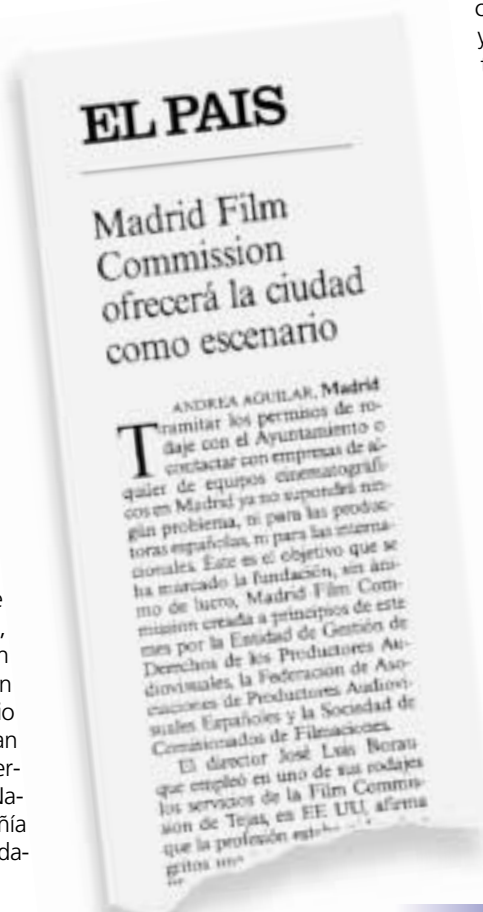 EL PAIS
Madrid Film
Commission
ofrecerá la ciudad
como escenario
ANDREA AGUILAR, Madrid
Tramitar los permisos de ro-
daje con el Ayuntamiento o
contactar con empresas de al-
quiler de equipos cinematográfi-
cos en Madrid ya no supondrá nin-
gún problema, ni para las produc-
toras españolas, ni para las interna-
cionales. Éste es el objetivo que se
ha marcado la fundación, sin áni-
mo de lucro, Madrid Film Com-
mission creada a principios de este
mes por la Entidad de Gestión de
Derechos de los Productores Au-
diovisuales, la Federacion de Aso-
ciaciones de Productores Audiovi-
suales Españoles y la Sociedad de
Comisionados de Filmaciones.
El director José Luis Borau
que empleó en uno de sus rodajes
los servicios de la Film Commis-
sion de Tejas, en EE UU, afirma
que la profesión
gritos